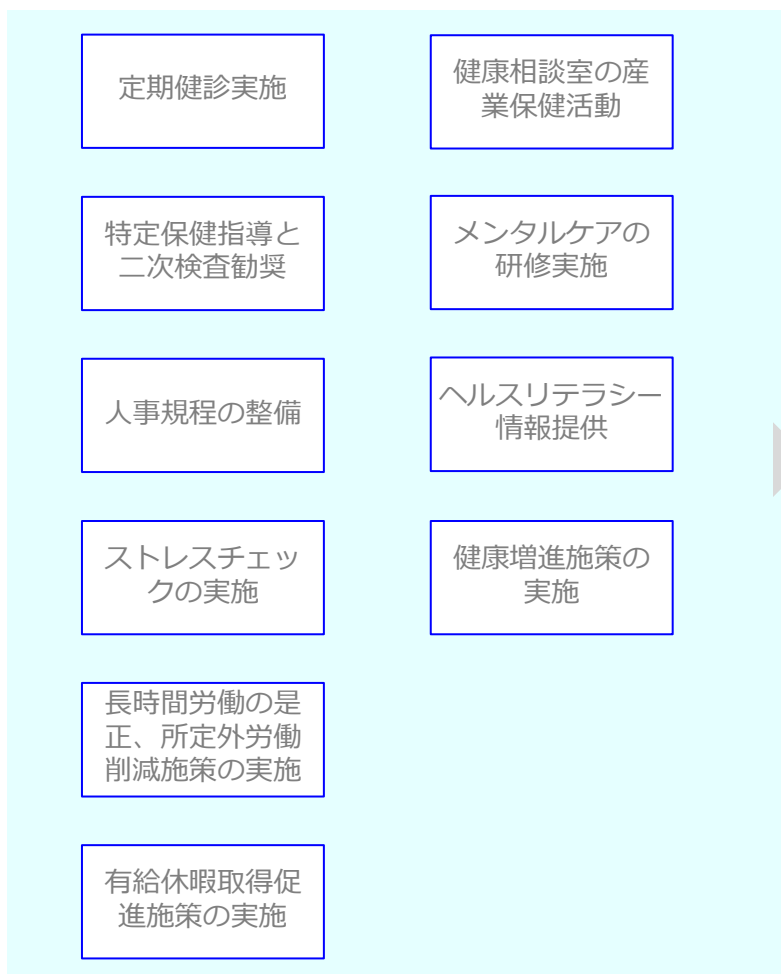 定期健診実施
特定保健指導と
二次検査勧奨
人事規程の整備
ストレスチェッ
クの実施
長時間労働の是
正、所定外労働
削減施策の実施
有給休暇取得促
進施策の実施
健康相談室の産
業保健活動
メンタルケアの
研修実施
ヘルスリテラシー
情報提供
健康増進施策の
実施